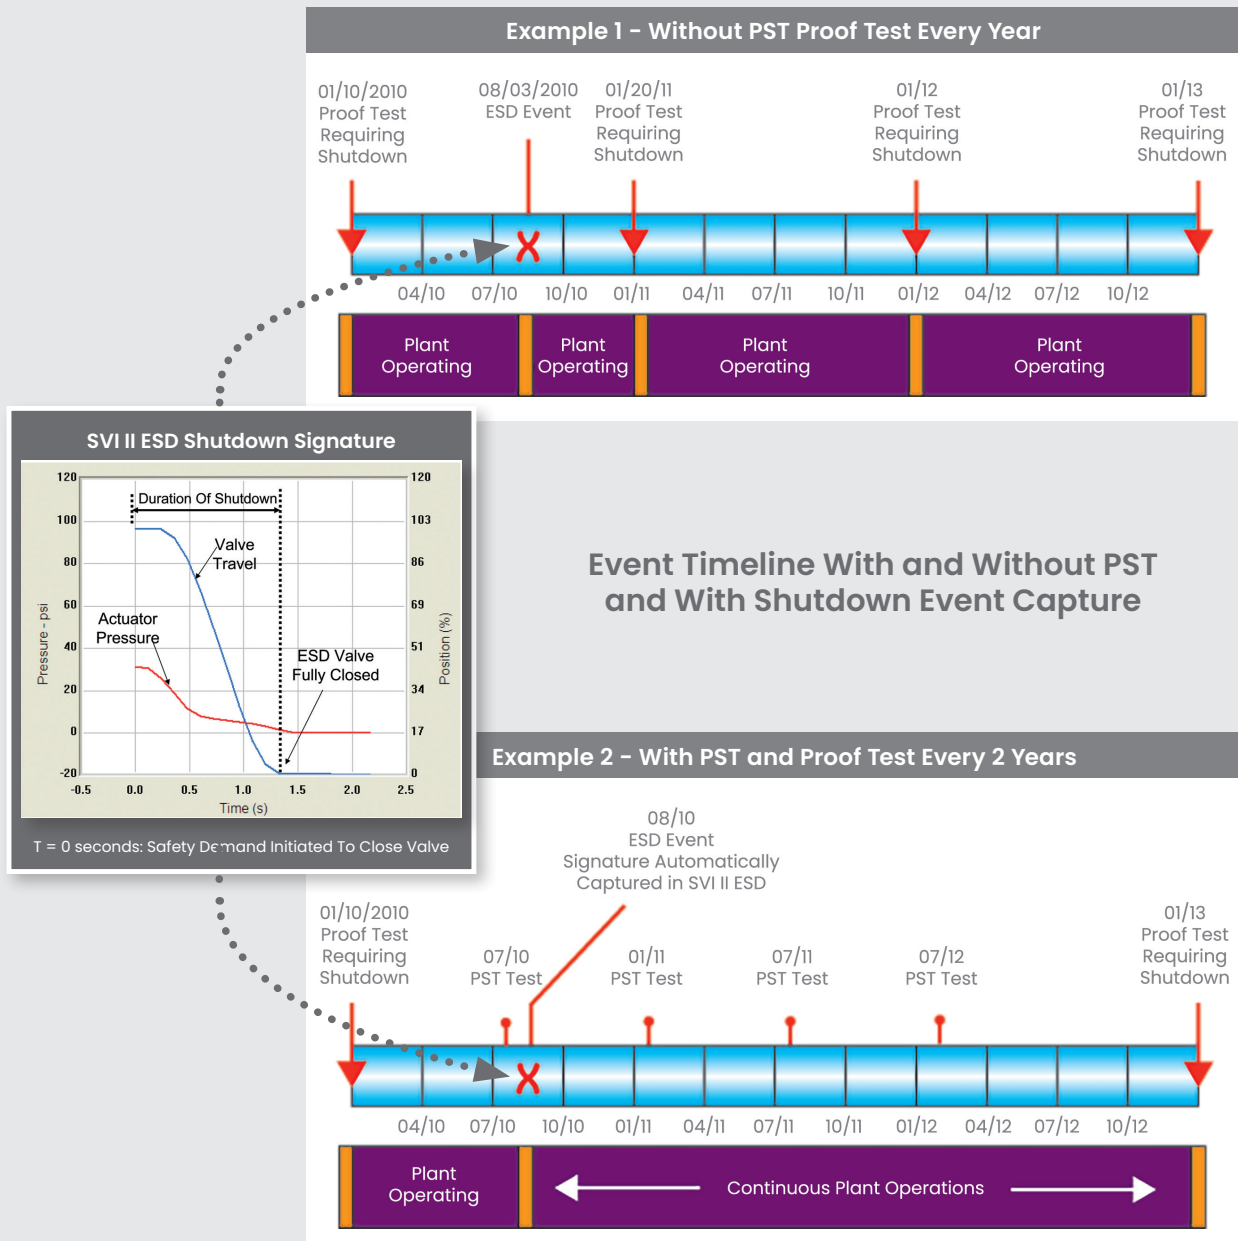 Example 1 - Without PST Proof Test Every Year
01/10/2010
Proof Test
Requiring
Shutdown
08/03/2010
ESD Event
01/20/11
Proof Test
Requiring
Shutdown
01/12
Proof Test
Requiring
Shutdown
01/13
Proof Test
Requiring
Shutdown
04/10 07/10 10/10 01/11 04/11 07/11 10/11 01/12 04/12 07/12 10/12
Plant
Operating
Plant
Operating
Plant
Operating
Plant
Operating
SVI II ESD Shutdown Signature
120
100
80
60
40
20
0
-20
Pressure - psi
Duration Of Shutdown
Valve
Travel
Actuator
Pressure
ESD Valve
Fully Closed
120
103
86
69
51
34
17
0
Position (%)
-0.5 0.0 0.5 1.0 1.5 2.0 2.5
Time (s)
T = 0 seconds: Safety Demand Initiated To Close Valve
Event Timeline With and Without PST
and With Shutdown Event Capture
Example 2 - With PST and Proof Test Every 2 Years
08/10
ESD Event
Signature Automatically
Captured in SVI II ESD
01/10/2010
Proof Test
Requiring
Shutdown
07/10
PST Test
01/11
PST Test
07/11
PST Test
07/12
PST Test
01/13
Proof Test
Requiring
Shutdown
04/10 07/10 10/10 01/11 04/11 07/11 10/11 01/12 04/12 07/12 10/12
Plant
Operating
Continuous Plant Operations